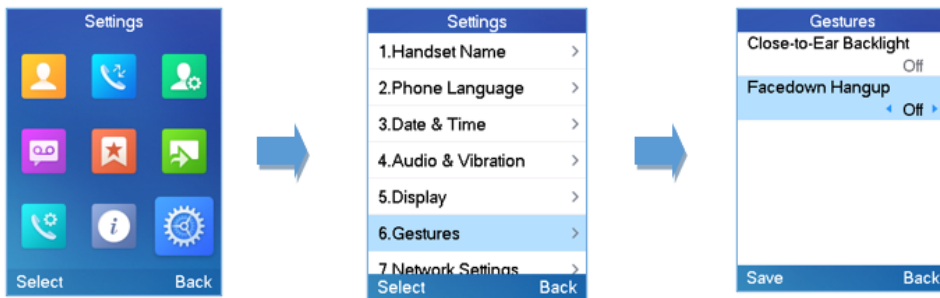 Settings
Select Back
Settings
1.Handset Name
2.Phone Language
3.Date & Time
4.Audio & Vibration
5.Display
6.Gestures
7.Network Settings
Select Back
Gestures
Close-to-Ear Backlight
Off
Facedown Hangup
Off
Save Back